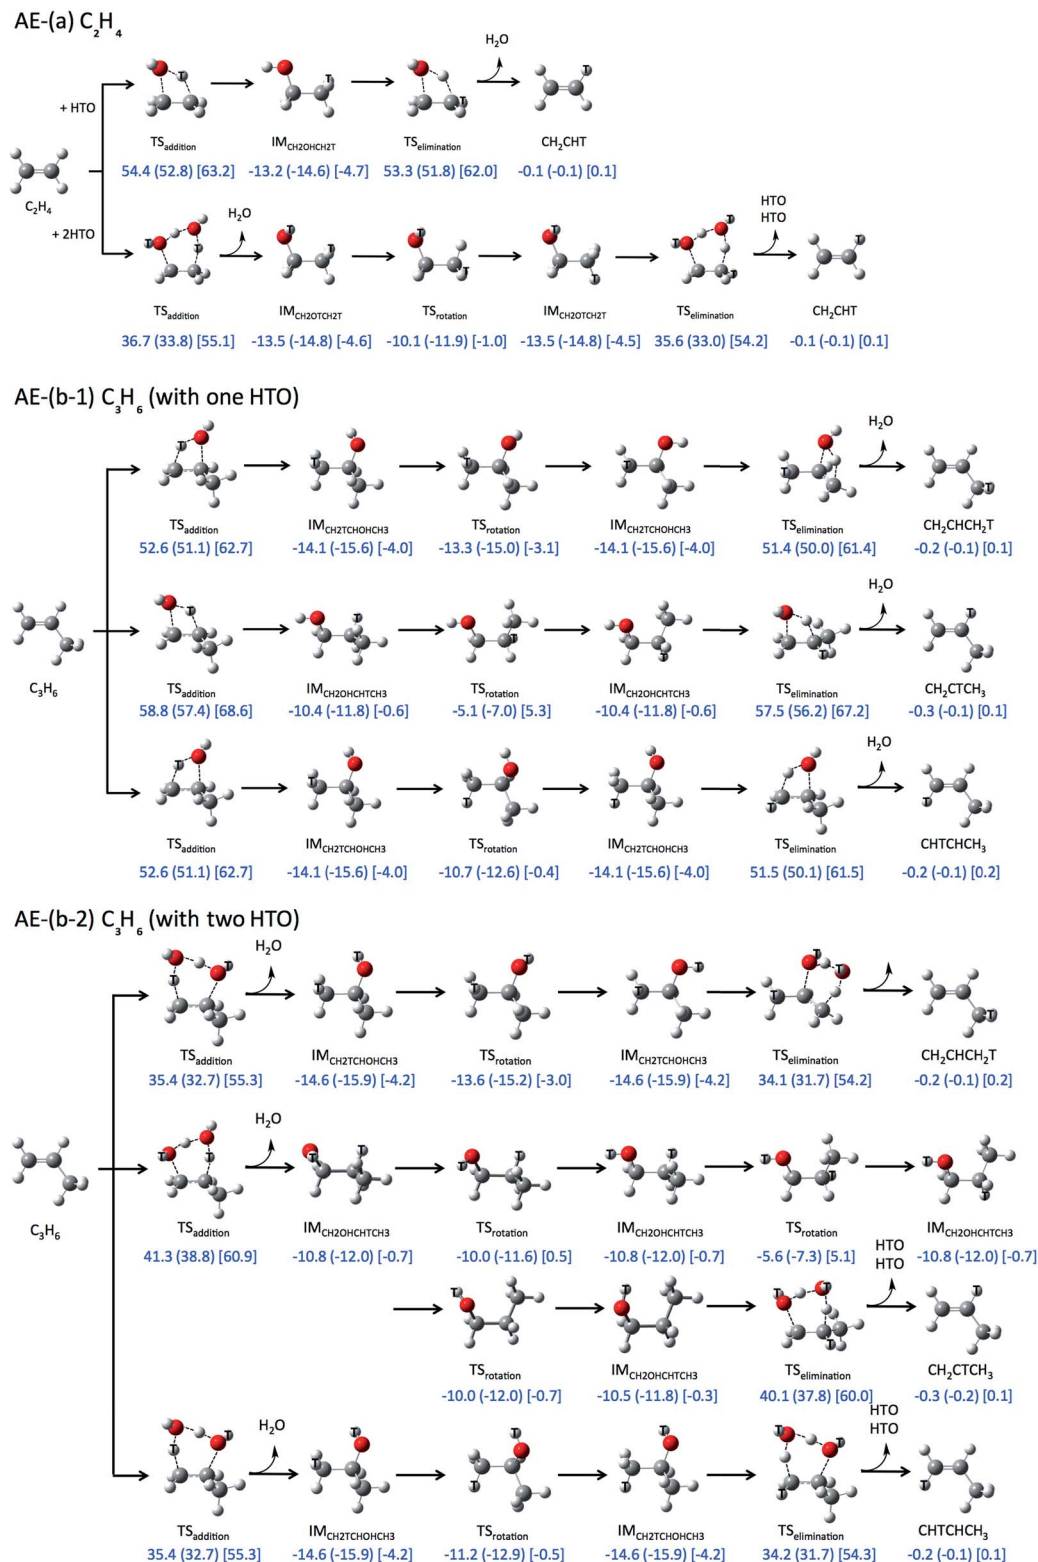 AE-(a) C2H4
H2O
+ HTO
TSaddition
IMCH2OHCH2T
TSelimination
CH2CHT
54.4 (52.8) [63.2]
-13.2 (-14.6) [-4.7]
53.3 (51.8) [62.0]
-0.1 (-0.1) [0.1]
C2H4
+ 2HTO
H2O
HTO
HTO
TSaddition
IMCH2OTCH2T
TSrotation
IMCH2OTCH2T
TSelimination
CH2CHT
36.7 (33.8) [55.1]
-13.5 (-14.8) [-4.6]
-10.1 (-11.9) [-1.0]
-13.5 (-14.8) [-4.5]
35.6 (33.0) [54.2]
-0.1 (-0.1) [0.1]
AE-(b-1) C3H6 (with one HTO)
H2O
TSaddition
IMCH2TCHOHCH3
TSrotation
IMCH2TCHOHCH3
TSelimination
CH2CHCH2T
52.6 (51.1) [62.7]
-14.1 (-15.6) [-4.0]
-13.3 (-15.0) [-3.1]
-14.1 (-15.6) [-4.0]
51.4 (50.0) [61.4]
-0.2 (-0.1) [0.1]
H2O
C3H6
TSaddition
IMCH2OHCHTCH3
TSrotation
IMCH2OHCHTCH3
TSelimination
CH2CTCH3
58.8 (57.4) [68.6]
-10.4 (-11.8) [-0.6]
-5.1 (-7.0) [5.3]
-10.4 (-11.8) [-0.6]
57.5 (56.2) [67.2]
-0.3 (-0.1) [0.1]
H2O
TSaddition
IMCH2TCHOHCH3
TSrotation
IMCH2TCHOHCH3
TSelimination
CHTCHCH3
52.6 (51.1) [62.7]
-14.1 (-15.6) [-4.0]
-10.7 (-12.6) [-0.4]
-14.1 (-15.6) [-4.0]
51.5 (50.1) [61.5]
-0.2 (-0.1) [0.2]
AE-(b-2) C3H6 (with two HTO)
H2O
TSaddition
IMCH2TCHOHCH3
TSrotation
IMCH2TCHOHCH3
TSelimination
CH2CHCH2T
35.4 (32.7) [55.3]
-14.6 (-15.9) [-4.2]
-13.6 (-15.2) [-3.0]
-14.6 (-15.9) [-4.2]
34.1 (31.7) [54.2]
-0.2 (-0.1) [0.2]
H2O
C3H6
TSaddition
IMCH2OHCHTCH3
TSrotation
IMCH2OHCHTCH3
TSrotation
IMCH2OHCHTCH3
41.3 (38.8) [60.9]
-10.8 (-12.0) [-0.7]
-10.0 (-11.6) [0.5]
-10.8 (-12.0) [-0.7]
-5.6 (-7.3) [5.1]
-10.8 (-12.0) [-0.7]
HTO
HTO
TSrotation
IMCH2OHCHTCH3
TSelimination
CH2CTCH3
-10.0 (-12.0) [-0.7]
-10.5 (-11.8) [-0.3]
40.1 (37.8) [60.0]
-0.3 (-0.2) [0.1]
H2O
HTO
HTO
TSaddition
IMCH2TCHOHCH3
TSrotation
IMCH2TCHOHCH3
TSelimination
CHTCHCH3
35.4 (32.7) [55.3]
-14.6 (-15.9) [-4.2]
-11.2 (-12.9) [-0.5]
-14.6 (-15.9) [-4.2]
34.2 (31.7) [54.3]
-0.2 (-0.1) [0.1]